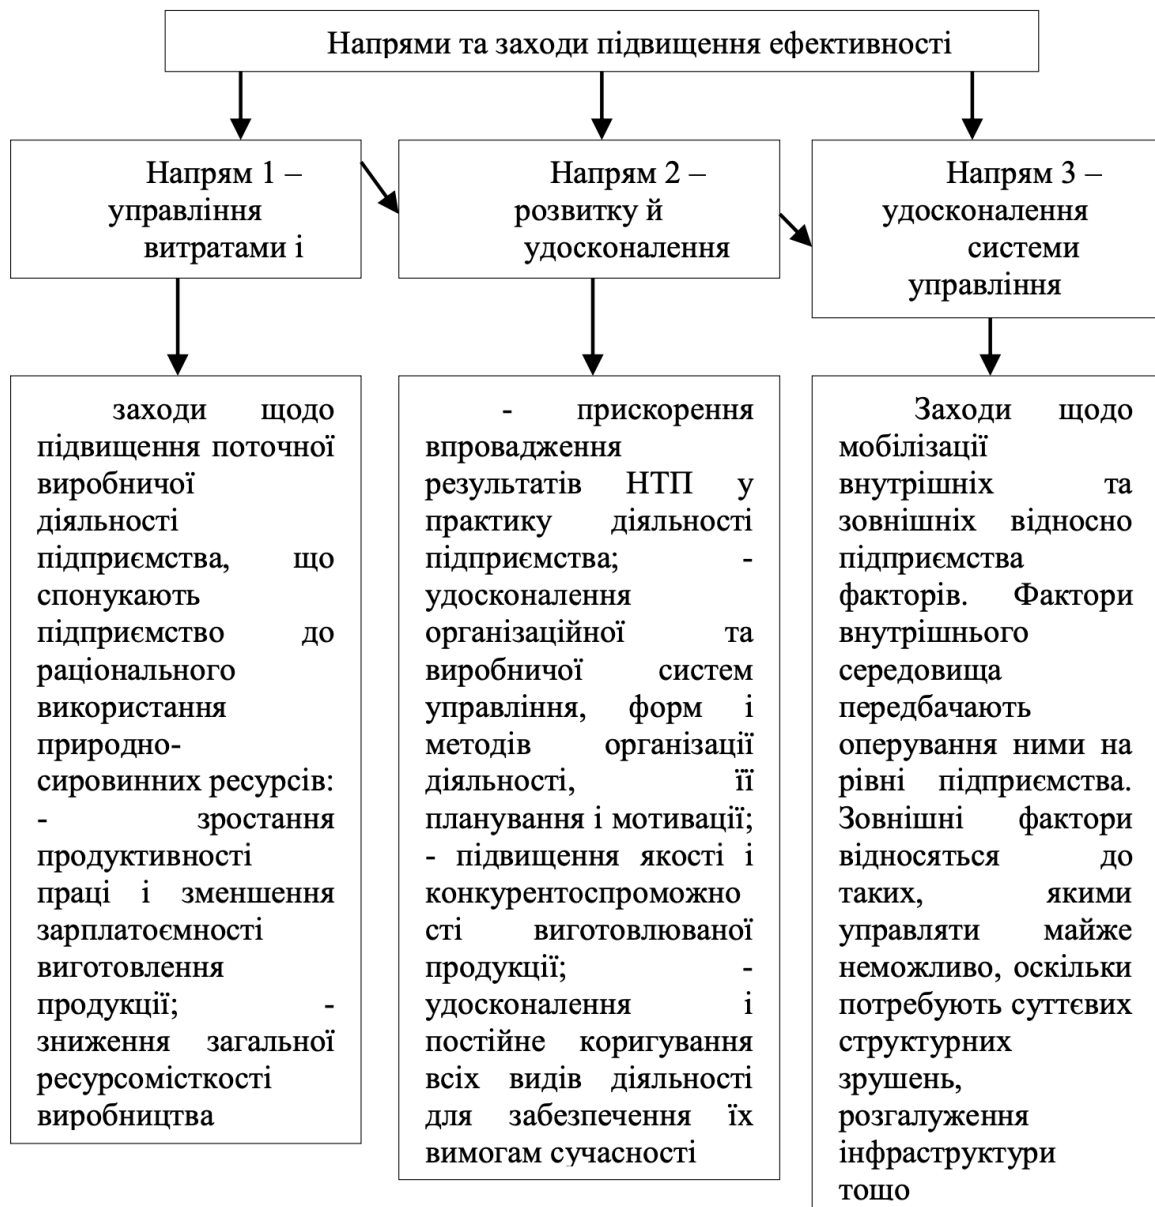 Напрями та заходи підвищення ефективності
Напрям 1 –
управління
витратами і
Напрям 2 –
розвитку й
удосконалення
Напрям 3 –
удосконалення
системи
управління
заходи щодо
підвищення поточної
виробничої
діяльності
підприємства, що
спонукають
підприємство до
раціонального
використання
природно-
сировинних ресурсів:
- зростання
продуктивності
праці і зменшення
зарплатоємності
виготовлення
продукції; -
зниження загальної
ресурсомісткості
виробництва
- прискорення
впровадження
результатів НТП у
практику діяльності
підприємства; -
удосконалення
організаційної та
виробничої систем
управління, форм і
методів організації
діяльності, її
планування і мотивації;
- підвищення якості і
конкурентоспроможно
сті виготовлюваної
продукції; -
удосконалення і
постійне коригування
всіх видів діяльності
для забезпечення їх
вимогам сучасності
Заходи щодо
мобілізації
внутрішніх та
зовнішніх відносно
підприємства
факторів. Фактори
внутрішнього
середовища
передбачають
оперування ними на
рівні підприємства.
Зовнішні фактори
відносяться до
таких, якими
управляти майже
неможливо, оскільки
потребують суттєвих
структурних
зрушень,
розгалуження
інфраструктури
тощо